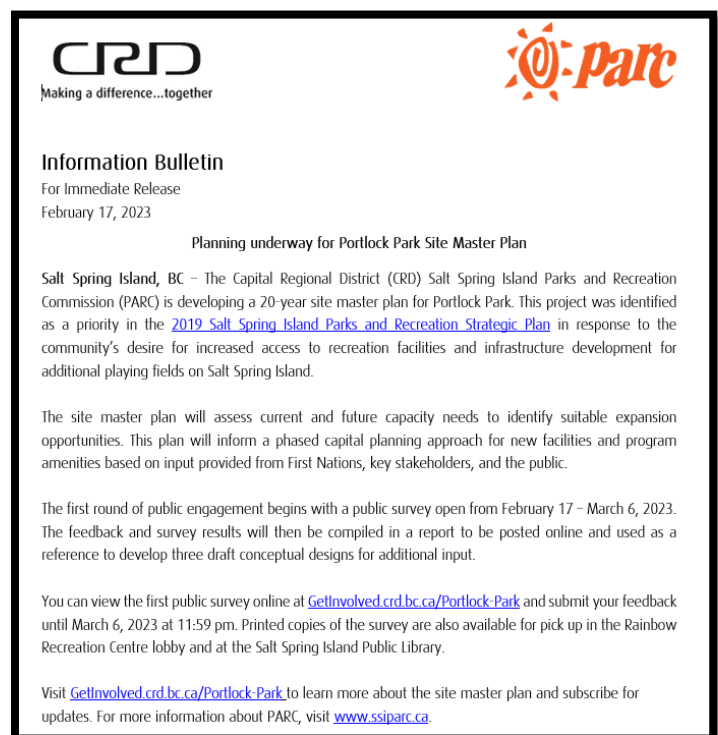 CRD
parc
Making a difference...together
Information Bulletin
For Immediate Release
February 17, 2023
Planning underway for Portlock Park Site Master Plan
Salt Spring Island, BC – The Capital Regional District (CRD) Salt Spring Island Parks and Recreation
Commission (PARC) is developing a 20-year site master plan for Portlock Park. This project was identified
as a priority in the 2019 Salt Spring Island Parks and Recreation Strategic Plan in response to the
community's desire for increased access to recreation facilities and infrastructure development for
additional playing fields on Salt Spring Island.
The site master plan will assess current and future capacity needs to identify suitable expansion
opportunities. This plan will inform a phased capital planning approach for new facilities and program
amenities based on input provided from First Nations, key stakeholders, and the public.
The first round of public engagement begins with a public survey open from February 17 – March 6, 2023.
The feedback and survey results will then be compiled in a report to be posted online and used as a
reference to develop three draft conceptual designs for additional input.
You can view the first public survey online at GetInvolved.crd.bc.ca/Portlock-Park and submit your feedback
until March 6, 2023 at 11:59 pm. Printed copies of the survey are also available for pick up in the Rainbow
Recreation Centre lobby and at the Salt Spring Island Public Library.
Visit GetInvolved.crd.bc.ca/Portlock-Park to learn more about the site master plan and subscribe for
updates. For more information about PARC, visit www.ssiparc.ca.